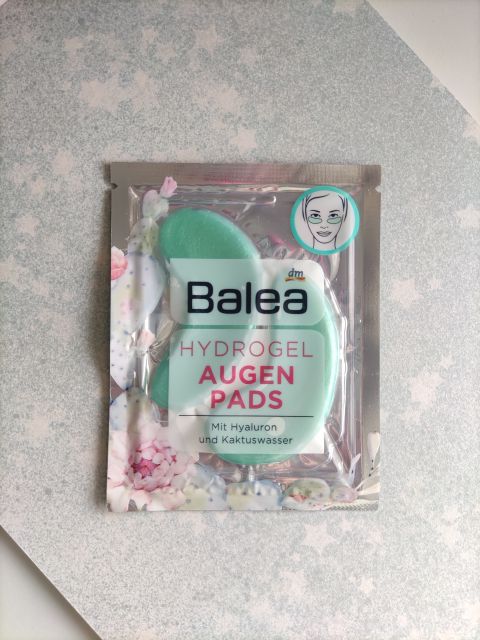 dm
Balea
HYDROGEL
AUGEN
PADS
Mit Hyaluron
und Kaktuswasser